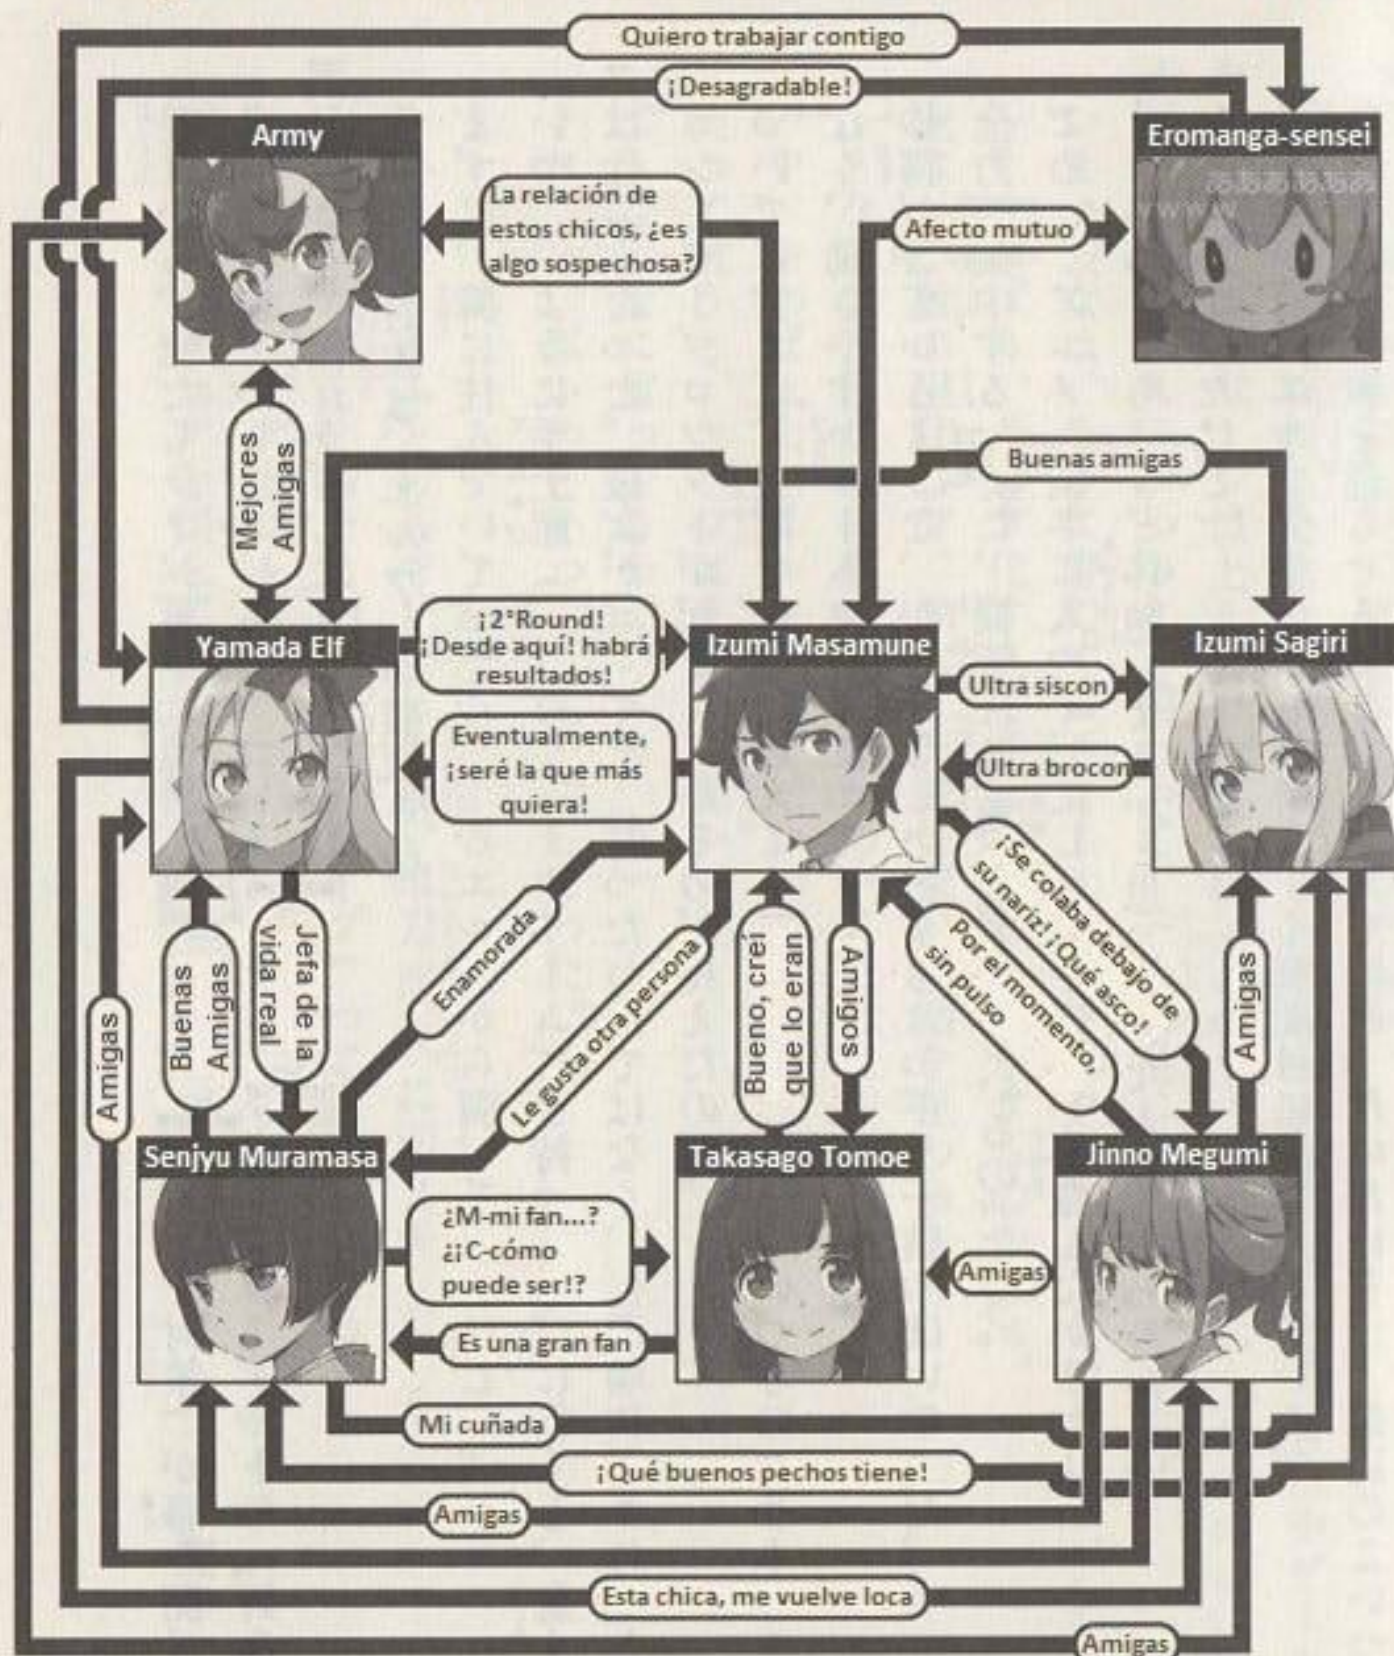 Quiero trabajar contigo
¡Desagradable!
Army
Eromanga-sensei
La relación de
estos chicos, ¿es
algo sospechosa?
Afecto mutuo
Mejores
Amigas
Buenas amigas
¡2°Round!
¡Desde aquí! habrá
resultados!
Yamada Elf
Izumi Masamune
Izumi Sagiri
Ultra siscon
Eventualmente,
¡seré la que más
quiera!
Ultra brocon
¡Se colaba debajo de
su nariz! ¡Qué asco!
Por el momento,
sin pulso
Enamorada
Le gusta otra persona
Bueno, creí
que lo eran
Amigos
Amigas
Buenas
Amigas
Jefa de la
vida real
Amigas
Senjyu Muramasa
Takasago Tomoe
Jinno Megumi
¿M-mi fan...?
¿¡C-cómo
puede ser!?
Amigas
Es una gran fan
Mi cuñada
¡Qué buenos pechos tiene!
Amigas
Esta chica, me vuelve loca
Amigas